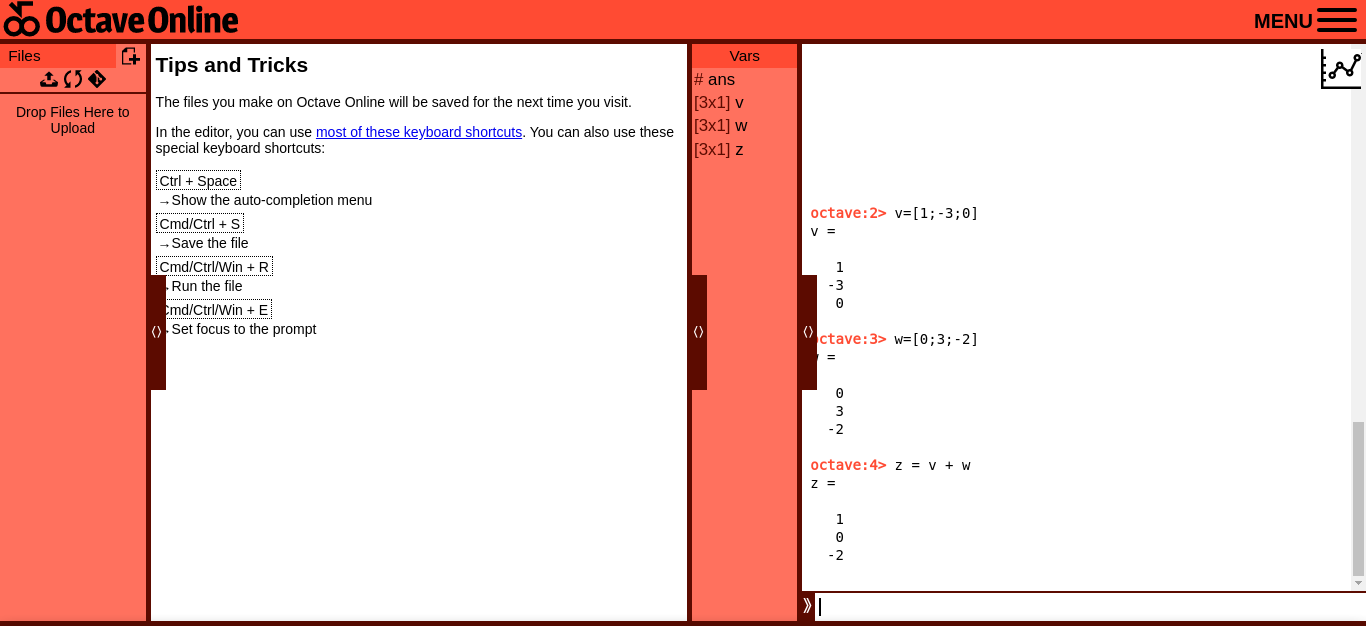 Octave Online
MENU
Files
Drop Files Here to
Upload
Tips and Tricks
The files you make on Octave Online will be saved for the next time you visit.
In the editor, you can use most of these keyboard shortcuts. You can also use these
special keyboard shortcuts:
Ctrl + Space
→Show the auto-completion menu
Cmd/Ctrl + S
→Save the file
Cmd/Ctrl/Win + R
Run the file
Cmd/Ctrl/Win + E
Set focus to the prompt
Vars
# ans
[3x1] v
[3x1] w
[3x1] z
octave:2> v=[1;-3;0]
v =
1
-3
0
octave:3> w=[0;3;-2]
w =
0
3
-2
octave:4> z = v + w
z =
1
0
-2